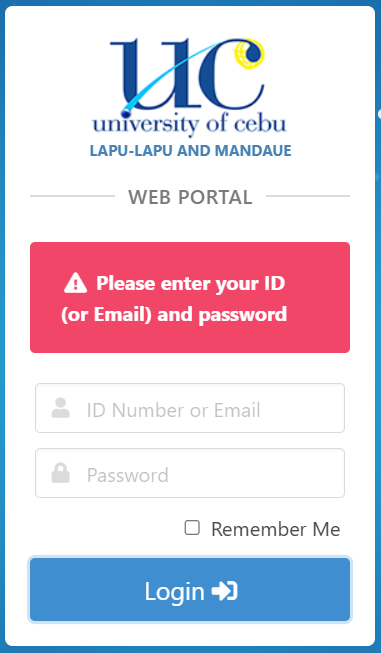 uc
university of cebu
LAPU-LAPU AND MANDAUE
WEB PORTAL
Please enter your ID
(or Email) and password
ID Number or Email
Password
Remember Me
Login